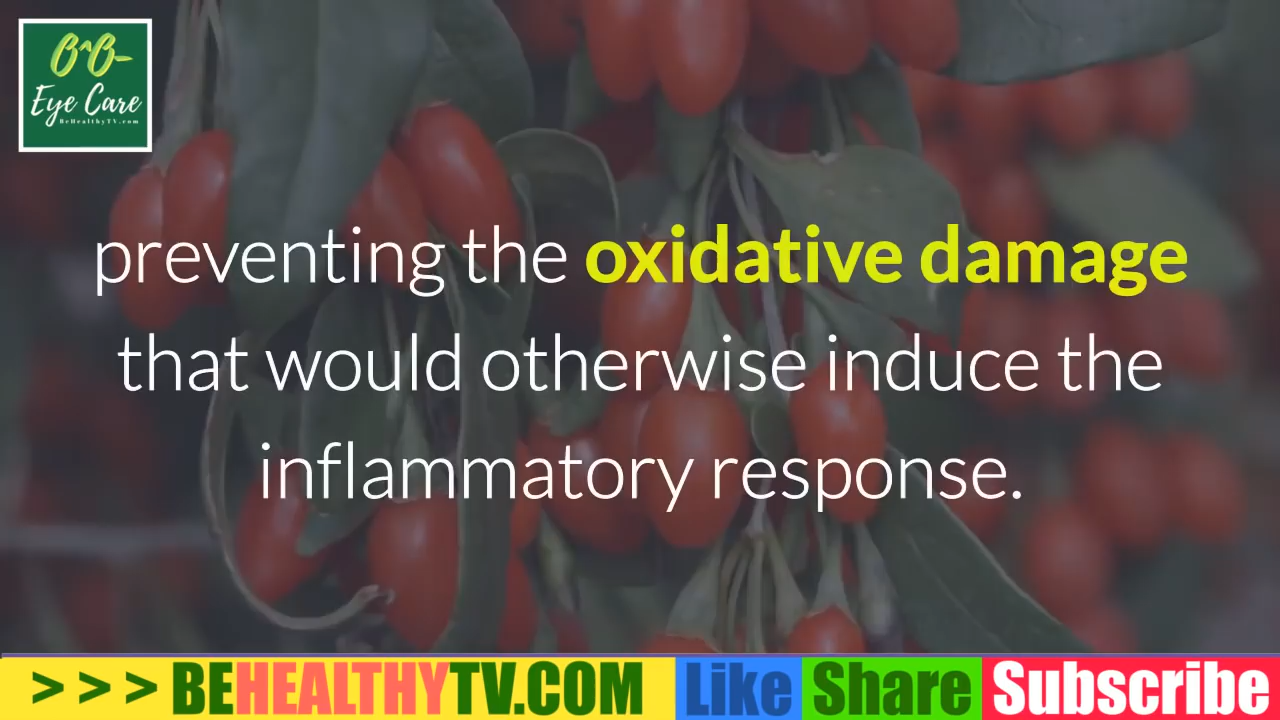 Eye Care
BeHealthyTV.com
preventing the oxidative damage
that would otherwise induce the
inflammatory response.
> > > BEHEALTHYTV.COM Like Share Subscribe